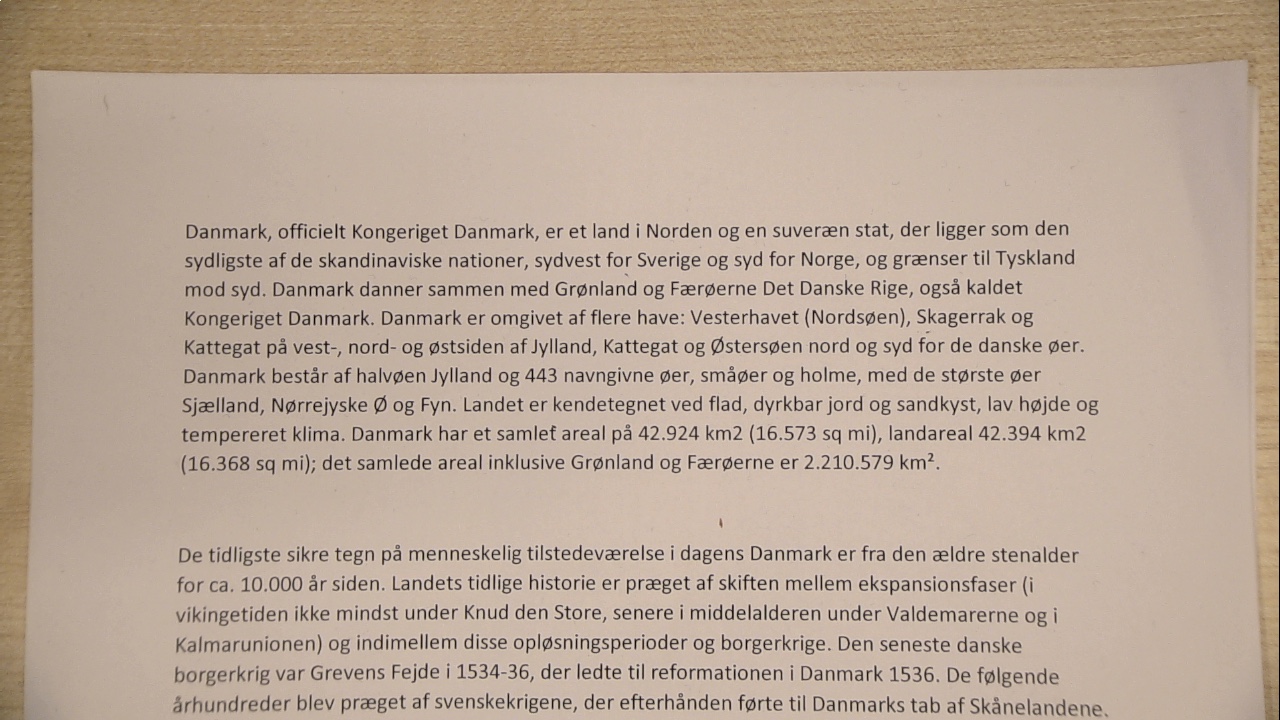 Danmark, officielt Kongeriget Danmark, er et land i Norden og en suveræn stat, der ligger som den
sydligste af de skandinaviske nationer, sydvest for Sverige og syd for Norge, og grænser til Tyskland
mod syd. Danmark danner sammen med Grønland og Færøerne Det Danske Rige, også kaldet
Kongeriget Danmark. Danmark er omgivet af flere have: Vesterhavet (Nordsøen), Skagerrak og
Kattegat på vest-, nord- og østsiden af Jylland, Kattegat og Østersøen nord og syd for de danske øer.
Danmark består af halvøen Jylland og 443 navngivne øer, småøer og holme, med de største øer
Sjælland, Nørrejyske Ø og Fyn. Landet er kendetegnet ved flad, dyrkbar jord og sandkyst, lav højde og
tempereret klima. Danmark har et samlet areal på 42.924 km2 (16.573 sq mi), landareal 42.394 km2
(16.368 sq mi); det samlede areal inklusive Grønland og Færøerne er 2.210.579 km².
De tidligste sikre tegn på menneskelig tilstedeværelse i dagens Danmark er fra den ældre stenalder
for ca. 10.000 år siden. Landets tidlige historie er præget af skiften mellem ekspansionsfaser (i
vikingetiden ikke mindst under Knud den Store, senere i middelalderen under Valdemarerne og i
Kalmarunionen) og indimellem disse opløsningsperioder og borgerkrige. Den seneste danske
borgerkrig var Grevens Fejde i 1534-36, der ledte til reformationen i Danmark 1536. De følgende
århundreder blev præget af svenskekrigene, der efterhånden førte til Danmarks tab af Skånelandene.